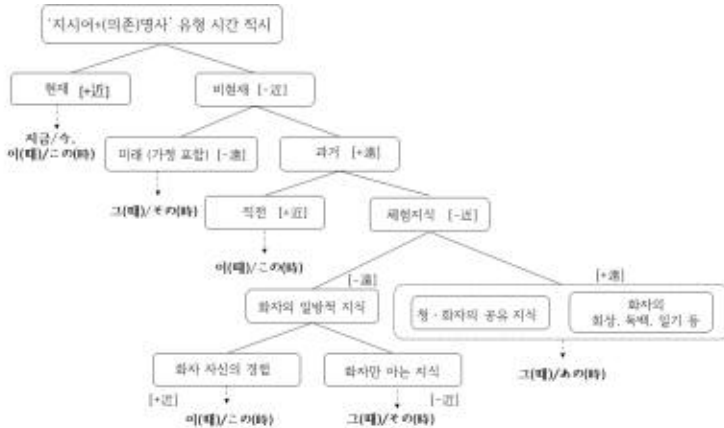 '지시어+(의존)명사' 유형 시간 직시
현재 [+近]
비현재 [-近]
지금/今,
이(때)/この(時)
미래 (가정 포함) [-遠]
과거 [+遠]
그(때)/その(時)
직전 [+近]
체험지식 [-近]
이(때)/この(時)
[-遠]
[+遠]
화자의 일방적 지식
청·화자의 공유 지식
화자의
회상, 독백, 일기 등
화자 자신의 경험
화자만 아는 지식
그(때)/あの(時)
[+近]
[-近]
이(때)/この(時)
그(때)/その(時)